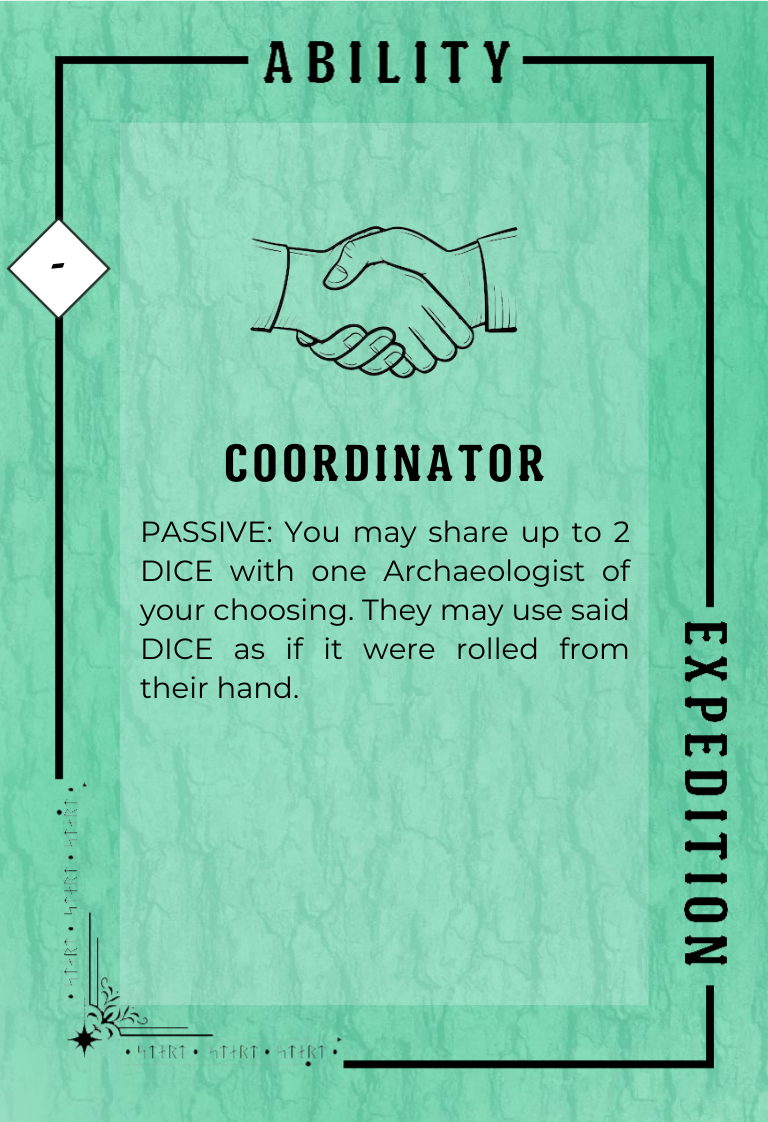 ABILITY
-
COORDINATOR
PASSIVE: You may share up to 2
DICE with one Archaeologist of
your choosing. They may use said
DICE as if it were rolled from
their hand.
EXPEDITION